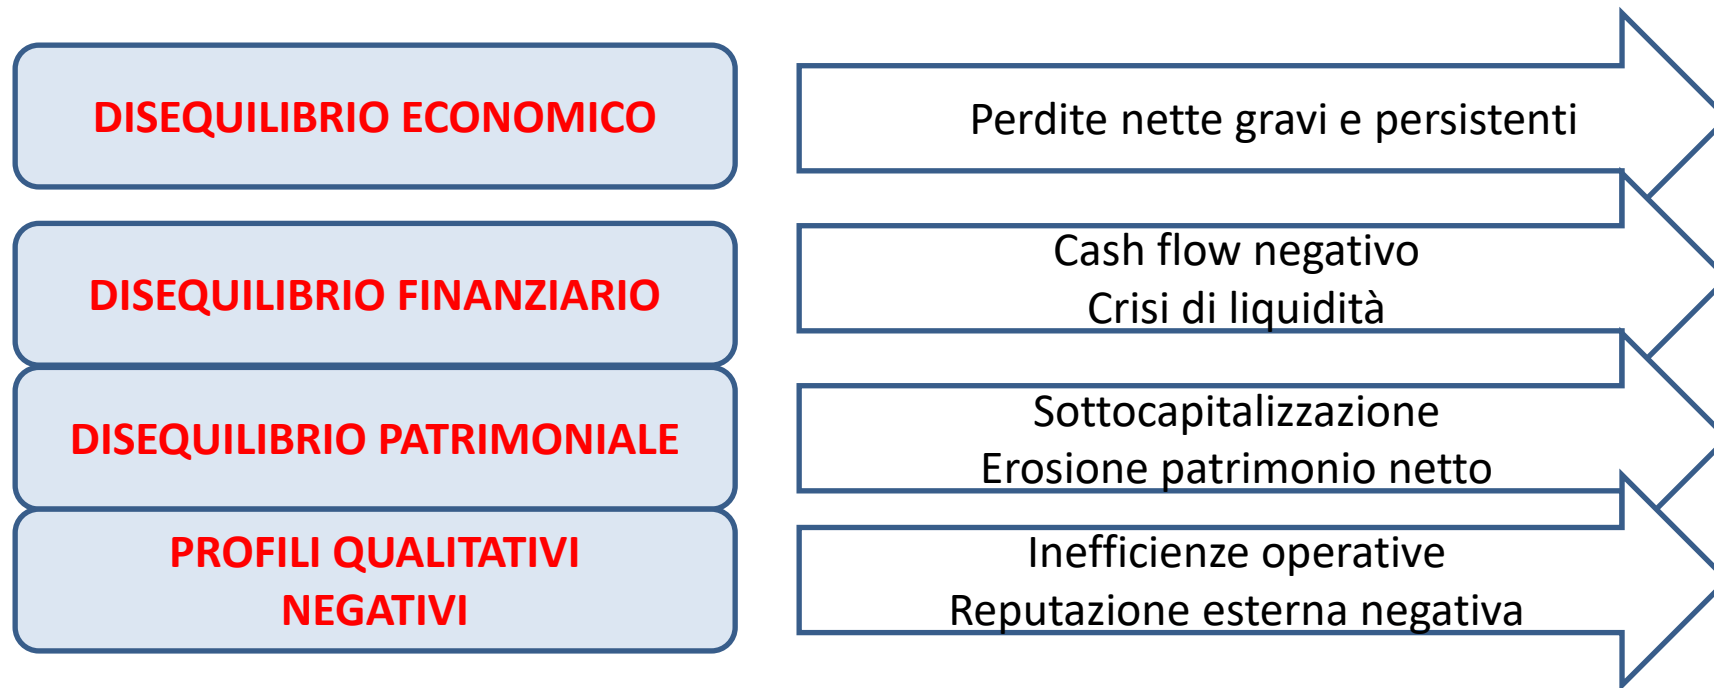 DISEQUILIBRIO ECONOMICO
Perdite nette gravi e persistenti
DISEQUILIBRIO FINANZIARIO
Cash flow negativo
Crisi di liquidità
DISEQUILIBRIO PATRIMONIALE
Sottocapitalizzazione
Erosione patrimonio netto
PROFILI QUALITATIVI
NEGATIVI
Inefficienze operative
Reputazione esterna negativa